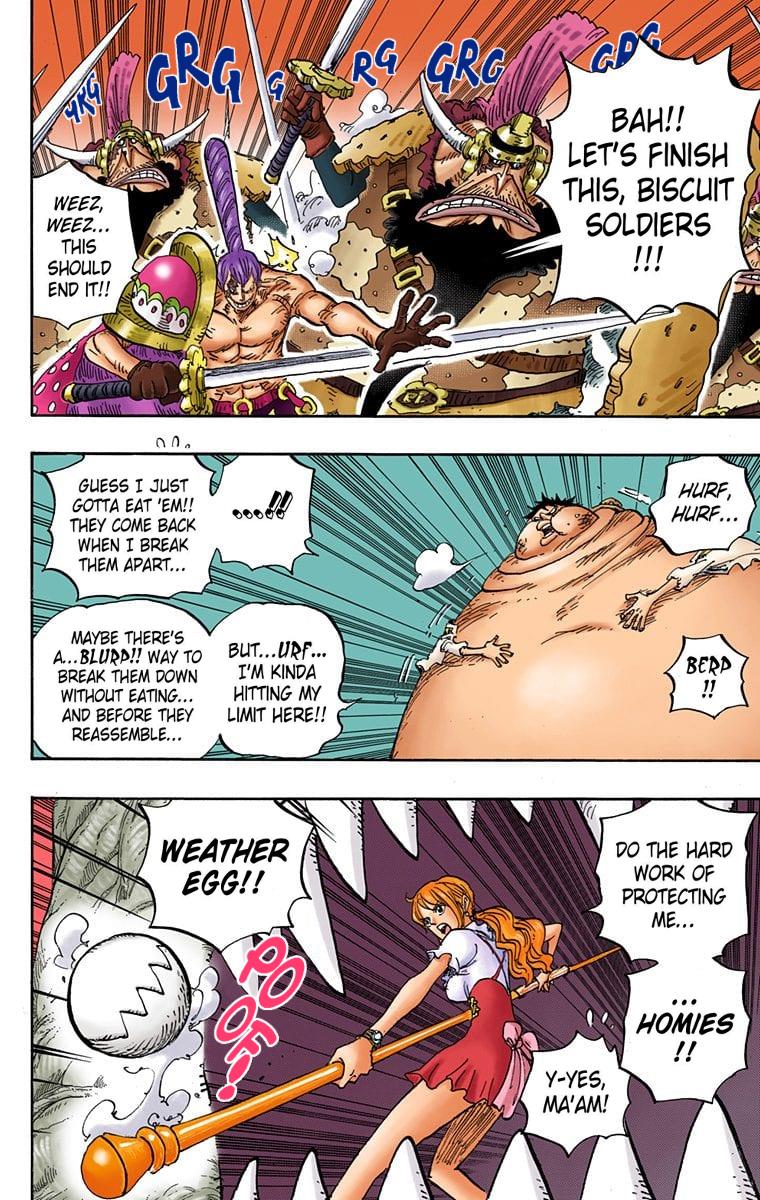 GRG
GRG
RG
G
GRG
GRG
BAH!!
LET'S FINISH
THIS, BISCUIT
SOLDIERS
!!!
WEEZ,
WEEZ...
THIS
SHOULD
END IT!!
HURF,
HURF...
BERP
!!
...!!
GUESS I JUST
GOTTA EAT 'EM!!
THEY COME BACK
WHEN I BREAK
THEM APART...
BUT...URF...
I'M KINDA
HITTING MY
LIMIT HERE!!
MAYBE THERE'S
A...BLURP!! WAY TO
BREAK THEM DOWN
WITHOUT EATING...
AND BEFORE THEY
REASSEMBLE...
DO THE HARD
WORK OF
PROTECTING
ME...
...
HOMIES
!!
Y-YES,
MA'AM!
WEATHER
EGG!!
POOF!